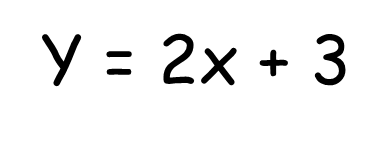 Y = 2x + 3